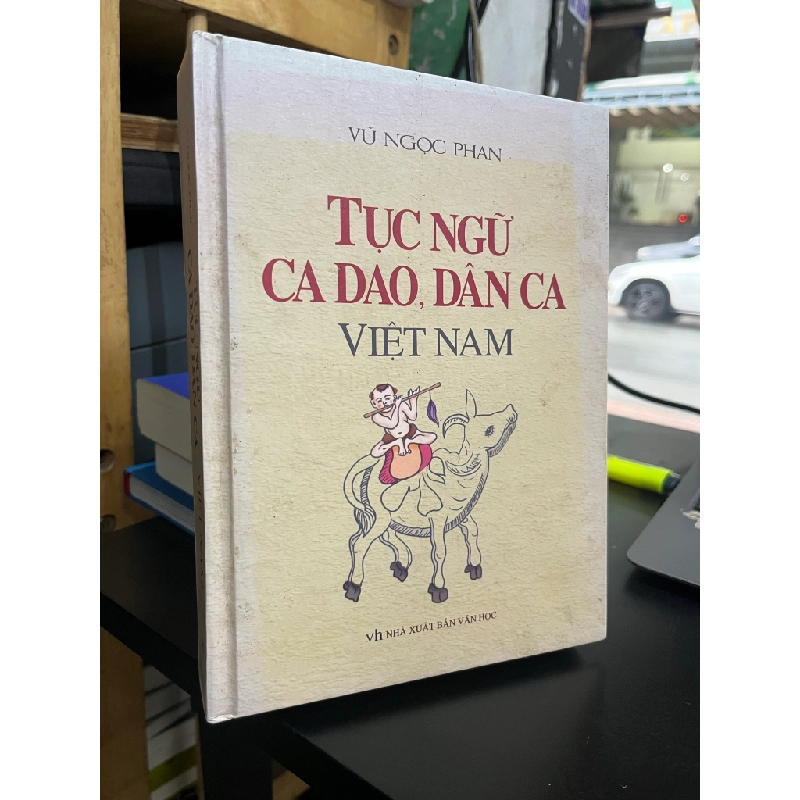 VŨ NGỌC PHAN
TỤC NGỮ
CA DAO, DÂN CA
VIỆT NAM
vh NHÀ XUẤT BẢN VĂN HỌC